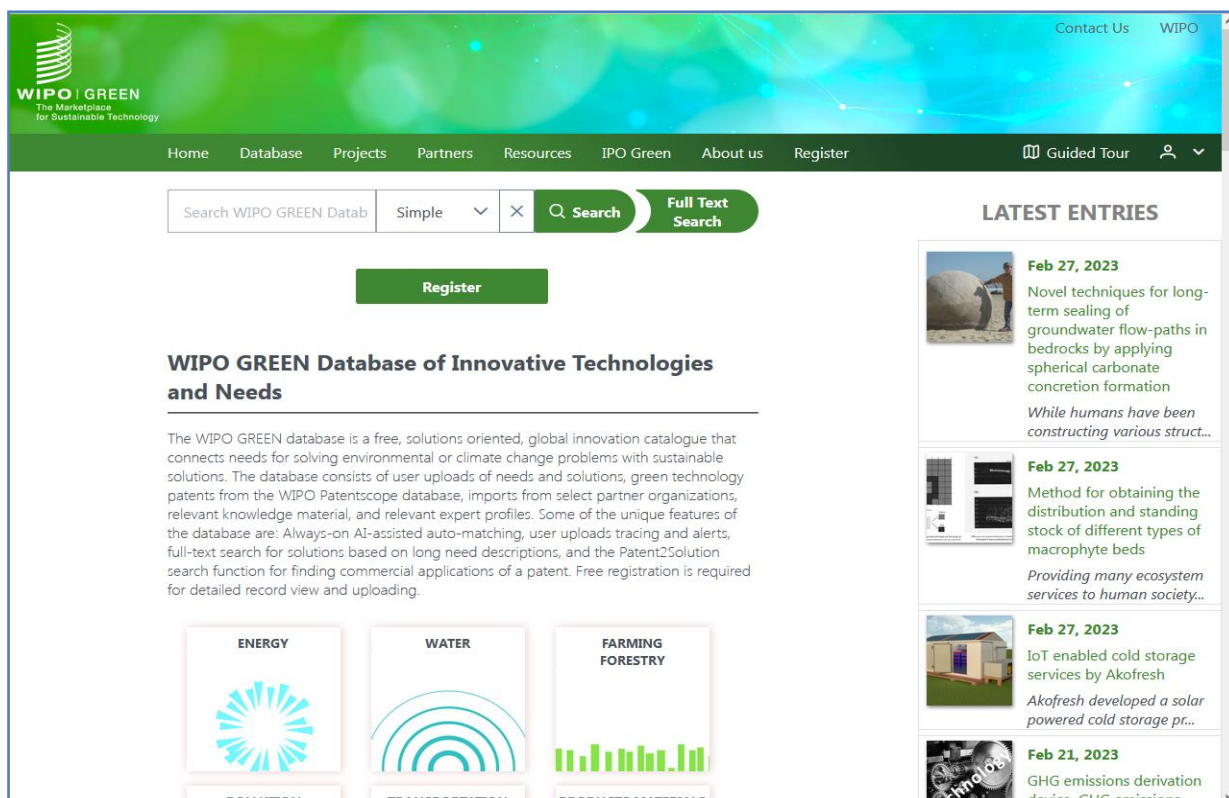 Contact Us WIPO
WIPO | GREEN
The Marketplace
for Sustainable Technology
Home Database Projects Partners Resources IPO Green About us Register Guided Tour
Search WIPO GREEN Datab Simple Search Full Text
Search
Register
WIPO GREEN Database of Innovative Technologies
and Needs
The WIPO GREEN database is a free, solutions oriented, global innovation catalogue that
connects needs for solving environmental or climate change problems with sustainable
solutions. The database consists of user uploads of needs and solutions, green technology
patents from the WIPO Patentscope database, imports from select partner organizations,
relevant knowledge material, and relevant expert profiles. Some of the unique features of
the database are: Always-on AI-assisted auto-matching, user uploads tracing and alerts,
full-text search for solutions based on long need descriptions, and the Patent2Solution
search function for finding commercial applications of a patent. Free registration is required
for detailed record view and uploading.
ENERGY
WATER
FARMING
FORESTRY
LATEST ENTRIES
Feb 27, 2023
Novel techniques for long-
term sealing of
groundwater flow-paths in
bedrocks by applying
spherical carbonate
concretion formation
While humans have been
constructing various struct...
Feb 27, 2023
Method for obtaining the
distribution and standing
stock of different types of
macrophyte beds
Providing many ecosystem
services to human society...
Feb 27, 2023
IoT enabled cold storage
services by Akofresh
Akofresh developed a solar
powered cold storage pr...
Feb 21, 2023
GHG emissions derivation